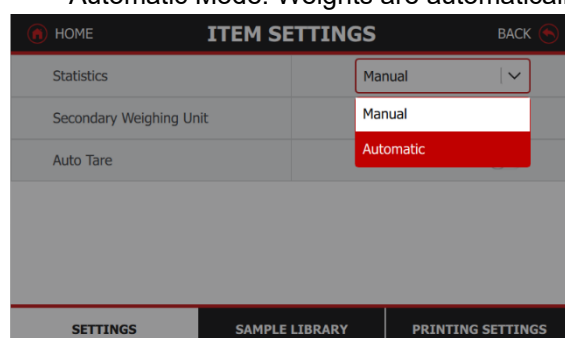 Automatic Mode: Weights are automatical
HOME ITEM SETTINGS BACK
Statistics Manual
Secondary Weighing Unit Manual
Auto Tare Automatic
SETTINGS SAMPLE LIBRARY PRINTING SETTINGS